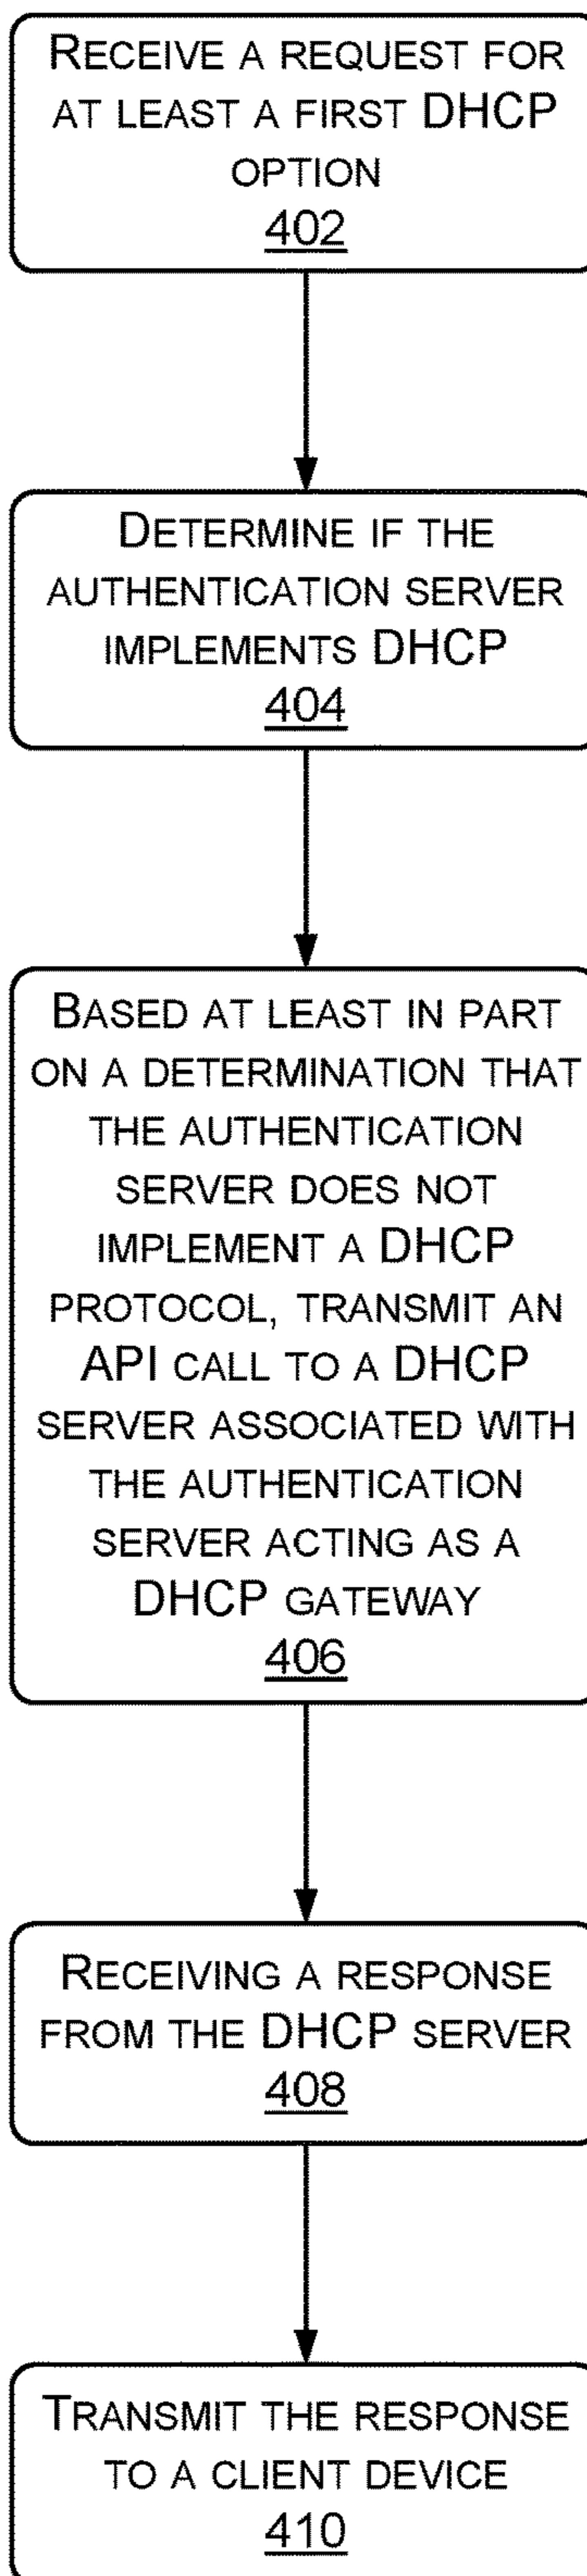 RECEIVE A REQUEST FOR
AT LEAST A FIRST DHCP
OPTION
402
DETERMINE IF THE
AUTHENTICATION SERVER
IMPLEMENTS DHCP
404
BASED AT LEAST IN PART
ON A DETERMINATION THAT
THE AUTHENTICATION
SERVER DOES NOT
IMPLEMENT A DHCP
PROTOCOL, TRANSMIT AN
API CALL TO A DHCP
SERVER ASSOCIATED WITH
THE AUTHENTICATION
SERVER ACTING AS A
DHCP GATEWAY
406
RECEIVING A RESPONSE
FROM THE DHCP SERVER
408
TRANSMIT THE RESPONSE
TO A CLIENT DEVICE
410